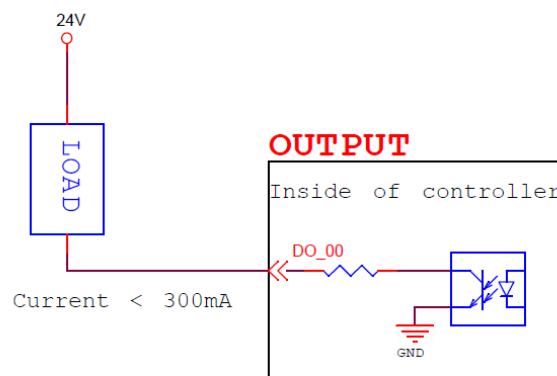 24V
LOAD
OUTPUT
Inside of controller
DO_00
Current < 300mA
GND